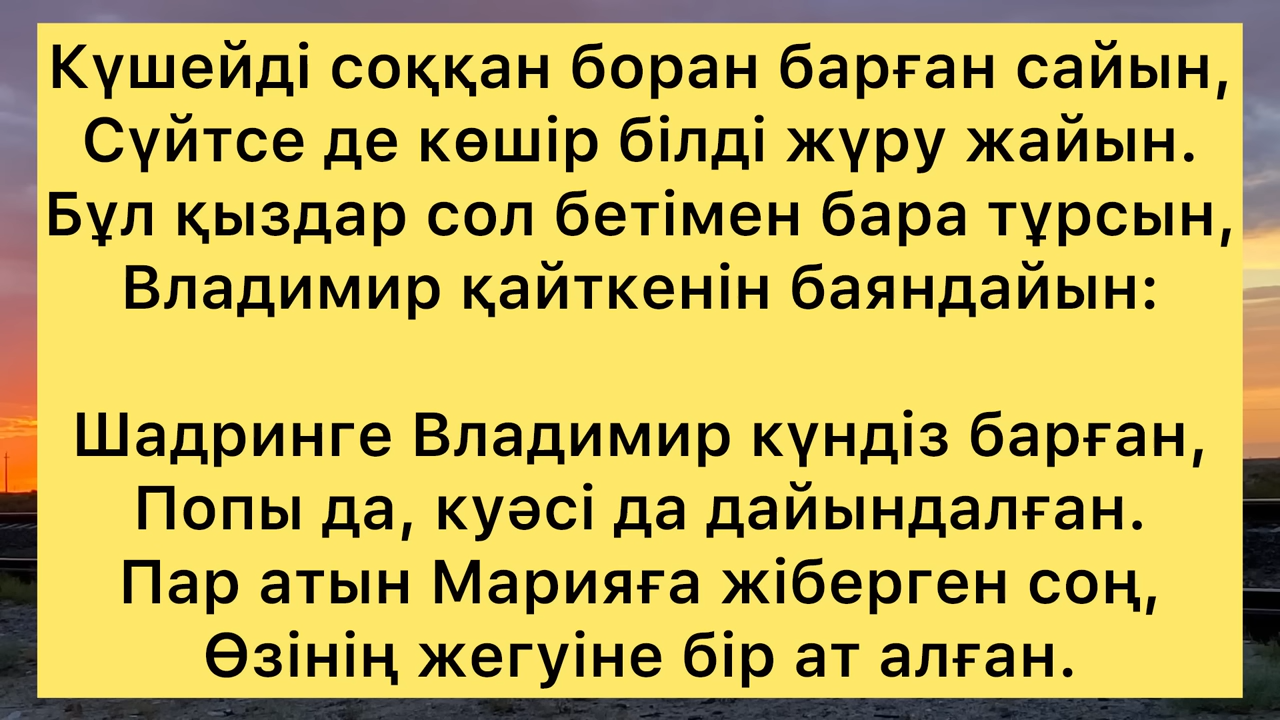 Күшейді соққан боран барған сайын,
Сүйтсе де көшір білді жүру жайын.
Бұл қыздар сол бетімен бара тұрсын,
Владимир қайткенін баяндайын:
Шадринге Владимир күндіз барған,
Попы да, куәсі да дайындалған.
Пар атын Марияға жіберген соң,
Өзінің жегуіне бір ат алған.